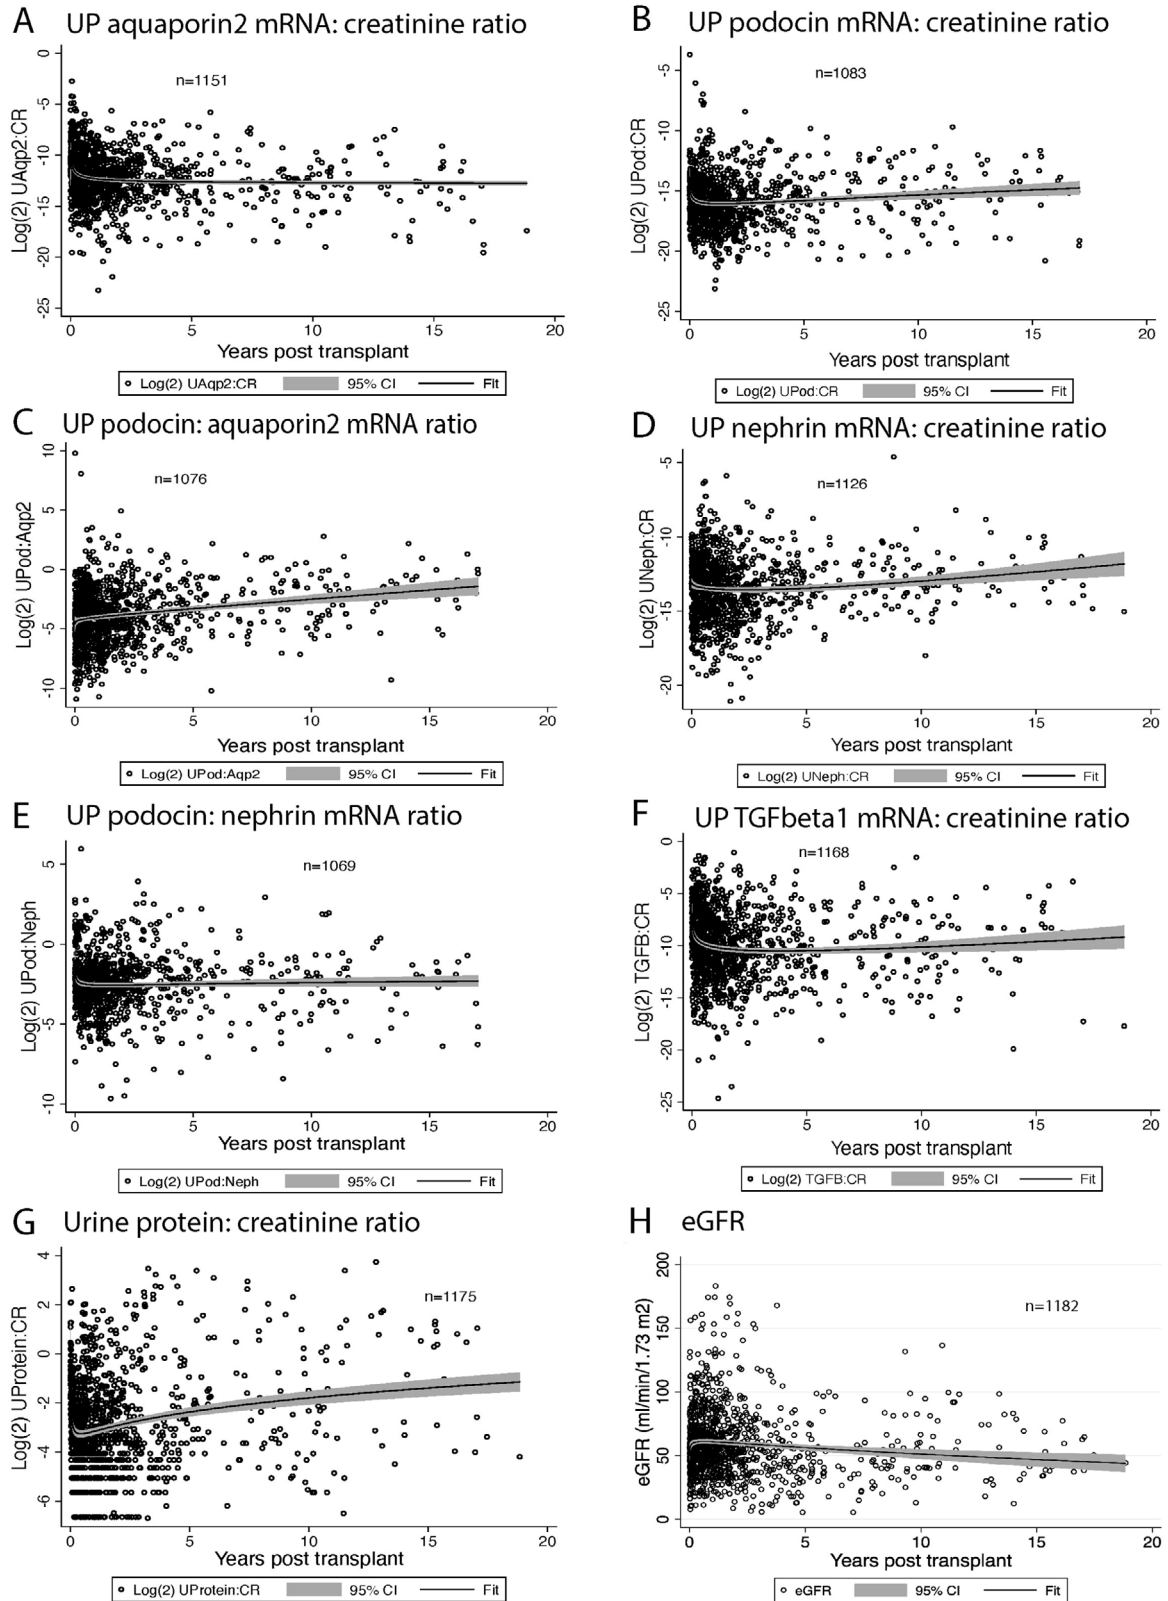 A UP aquaporin2 mRNA: creatinine ratio
n=1151
Log(2) UAqp2:CR
0
-5
-10
-15
-20
-25
0 5 10 15 20
Years post transplant
Log(2) UAqp2:CR 95% CI Fit
B UP podocin mRNA: creatinine ratio
n=1083
Log(2) UPod:CR
-5
-10
-15
-20
-25
0 5 10 15 20
Years post transplant
Log(2) UPod:CR 95% CI Fit
C UP podocin: aquaporin2 mRNA ratio
n=1076
Log(2) UPod:Aqp2
10
5
0
-5
-10
0 5 10 15 20
Years post transplant
Log(2) UPod:Aqp2 95% CI Fit
D UP nephrin mRNA: creatinine ratio
n=1126
Log(2) UNeph:CR
-5
-10
-15
-20
0 5 10 15 20
Years post transplant
Log(2) UNeph:CR 95% CI Fit
E UP podocin: nephrin mRNA ratio
n=1069
Log(2) UPod:Neph
5
0
-5
-10
0 5 10 15 20
Years post transplant
Log(2) UPod:Neph 95% CI Fit
F UP TGFbeta1 mRNA: creatinine ratio
n=1168
Log(2) TGFB:CR
0
-5
-10
-15
-20
-25
0 5 10 15 20
Years post transplant
Log(2) TGFB:CR 95% CI Fit
G Urine protein: creatinine ratio
n=1175
Log(2) UProtein:CR
4
2
0
-2
-4
-6
0 5 10 15 20
Years post transplant
Log(2) UProtein:CR 95% CI Fit
H eGFR
n=1182
eGFR (ml/min/1.73 m2)
200
150
100
50
0
0 5 10 15 20
Years post transplant
eGFR 95% CI Fit